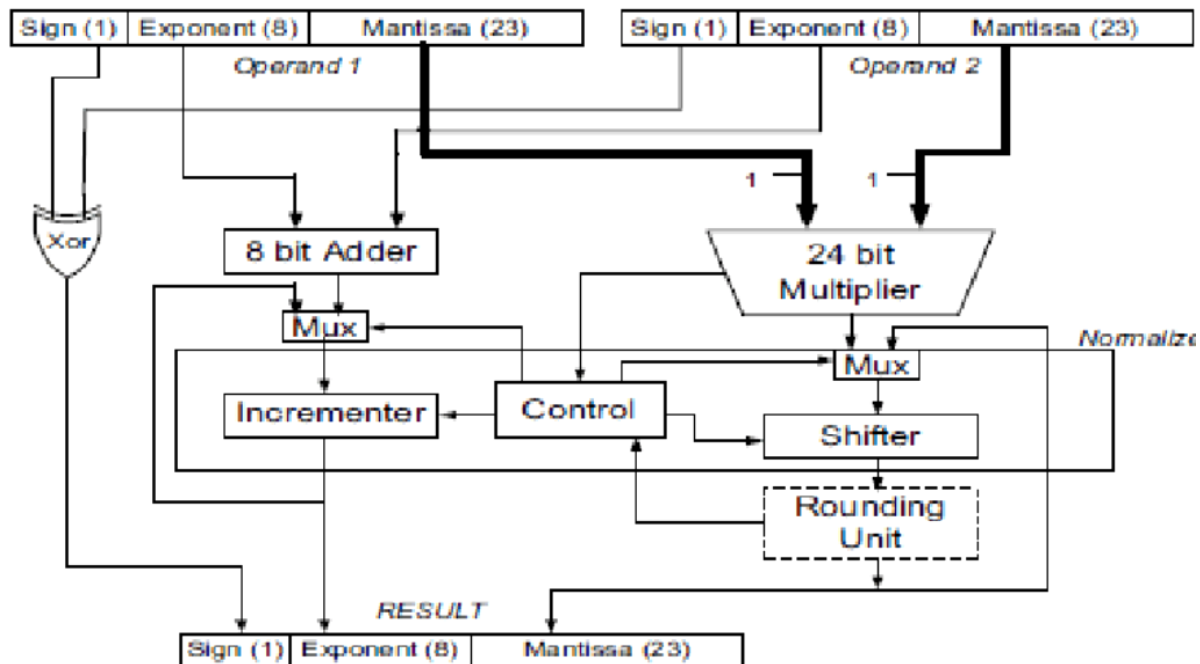 Sign (1) Exponent (8) Mantissa (23) Sign (1) Exponent (8) Mantissa (23)
Operand 1 Operand 2
1 1
Xor
8 bit Adder
24 bit
Multiplier
Mux
Normalize
Mux
Incrementer
Control
Shifter
Rounding
Unit
RESULT
Sign (1) Exponent (8) Mantissa (23)